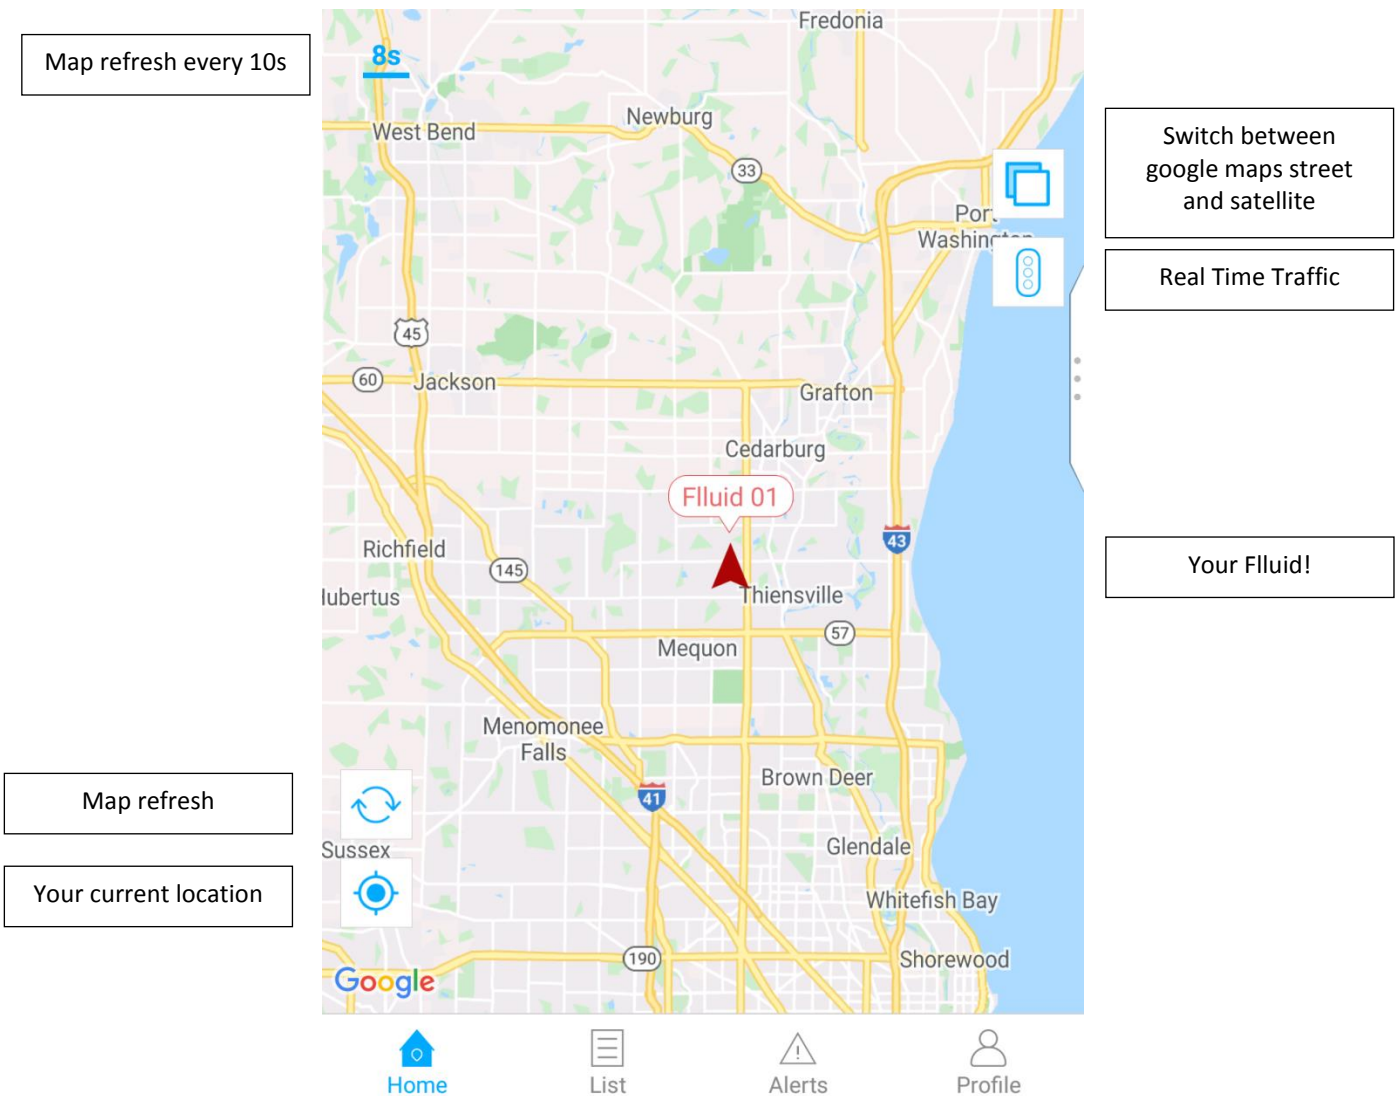 Fredonia
Map refresh every 10s
8s
Newburg
West Bend
Switch between
google maps street
and satellite
33
Port
Washington
Real Time Traffic
45
60
Jackson
Grafton
Cedarburg
Flluid 01
43
Richfield
145
Your Flluid!
Hubertus
Thiensville
57
Mequon
Menomonee
Falls
Brown Deer
41
Map refresh
Sussex
Glendale
Your current location
Whitefish Bay
190
Shorewood
Google
Home
List
Alerts
Profile